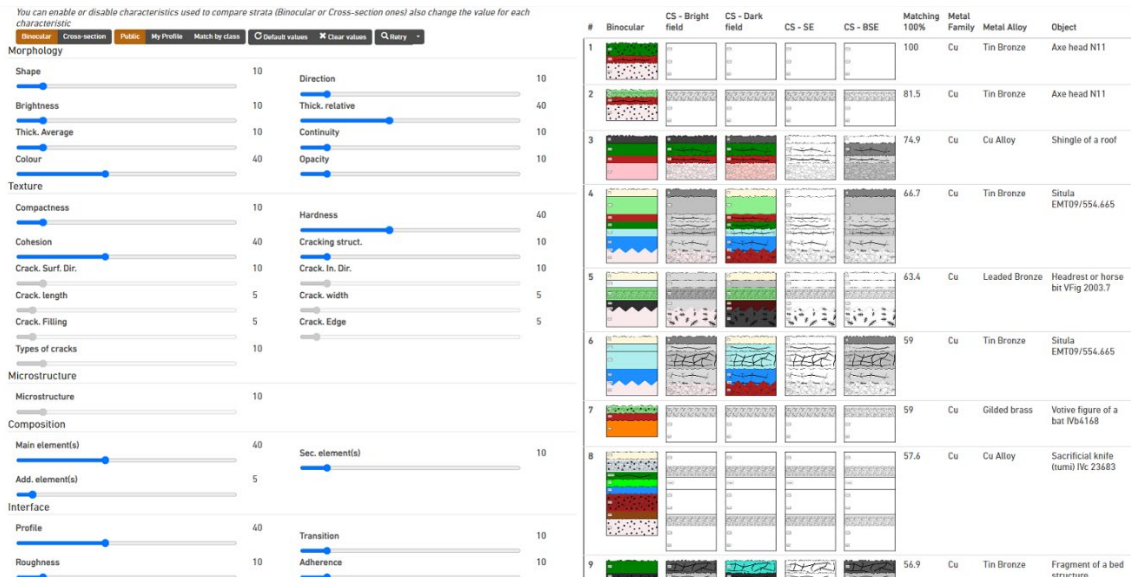 You can enable or disable characteristics used to compare strata (Binocular or Cross-section ones) also change the value for each
characteristic
Binocular Cross-section Public My Profile Match by class Default values Clear values Retry
Morphology
Shape 10
Direction 10
Brightness 10
Thick. relative 40
Thick. Average 10
Continuity 10
Colour 40
Opacity 10
Texture
Compactness 10
Hardness 40
Cohesion 40
Cracking struct. 10
Crack. Surf. Dir. 10
Crack. In. Dir. 10
Crack. length 5
Crack. width 5
Crack. Filling 5
Crack. Edge 5
Types of cracks 10
Microstructure
Microstructure 10
Composition
Main element(s) 40
Sec. element(s) 10
Add. element(s) 5
Interface
Profile 40
Transition 10
Roughness 10
Adherence 10
# Binocular CS - Bright field CS - Dark field CS - SE CS - BSE Matching 100% Metal Family Metal Alloy Object
1 100 Cu Tin Bronze Axe head N11
2 81.5 Cu Tin Bronze Axe head N11
3 74.9 Cu Cu Alloy Shingle of a roof
4 66.7 Cu Tin Bronze Situla
EMT09/554.665
5 63.4 Cu Leaded Bronze Headrest or horse
bit VFig 2003.7
6 59 Cu Tin Bronze Situla
EMT09/554.665
7 59 Cu Gilded brass Votive figure of a
bat IVb4168
8 57.6 Cu Cu Alloy Sacrificial knife
(tumi) IVc 23683
9 56.9 Cu Tin Bronze Fragment of a bed
structure